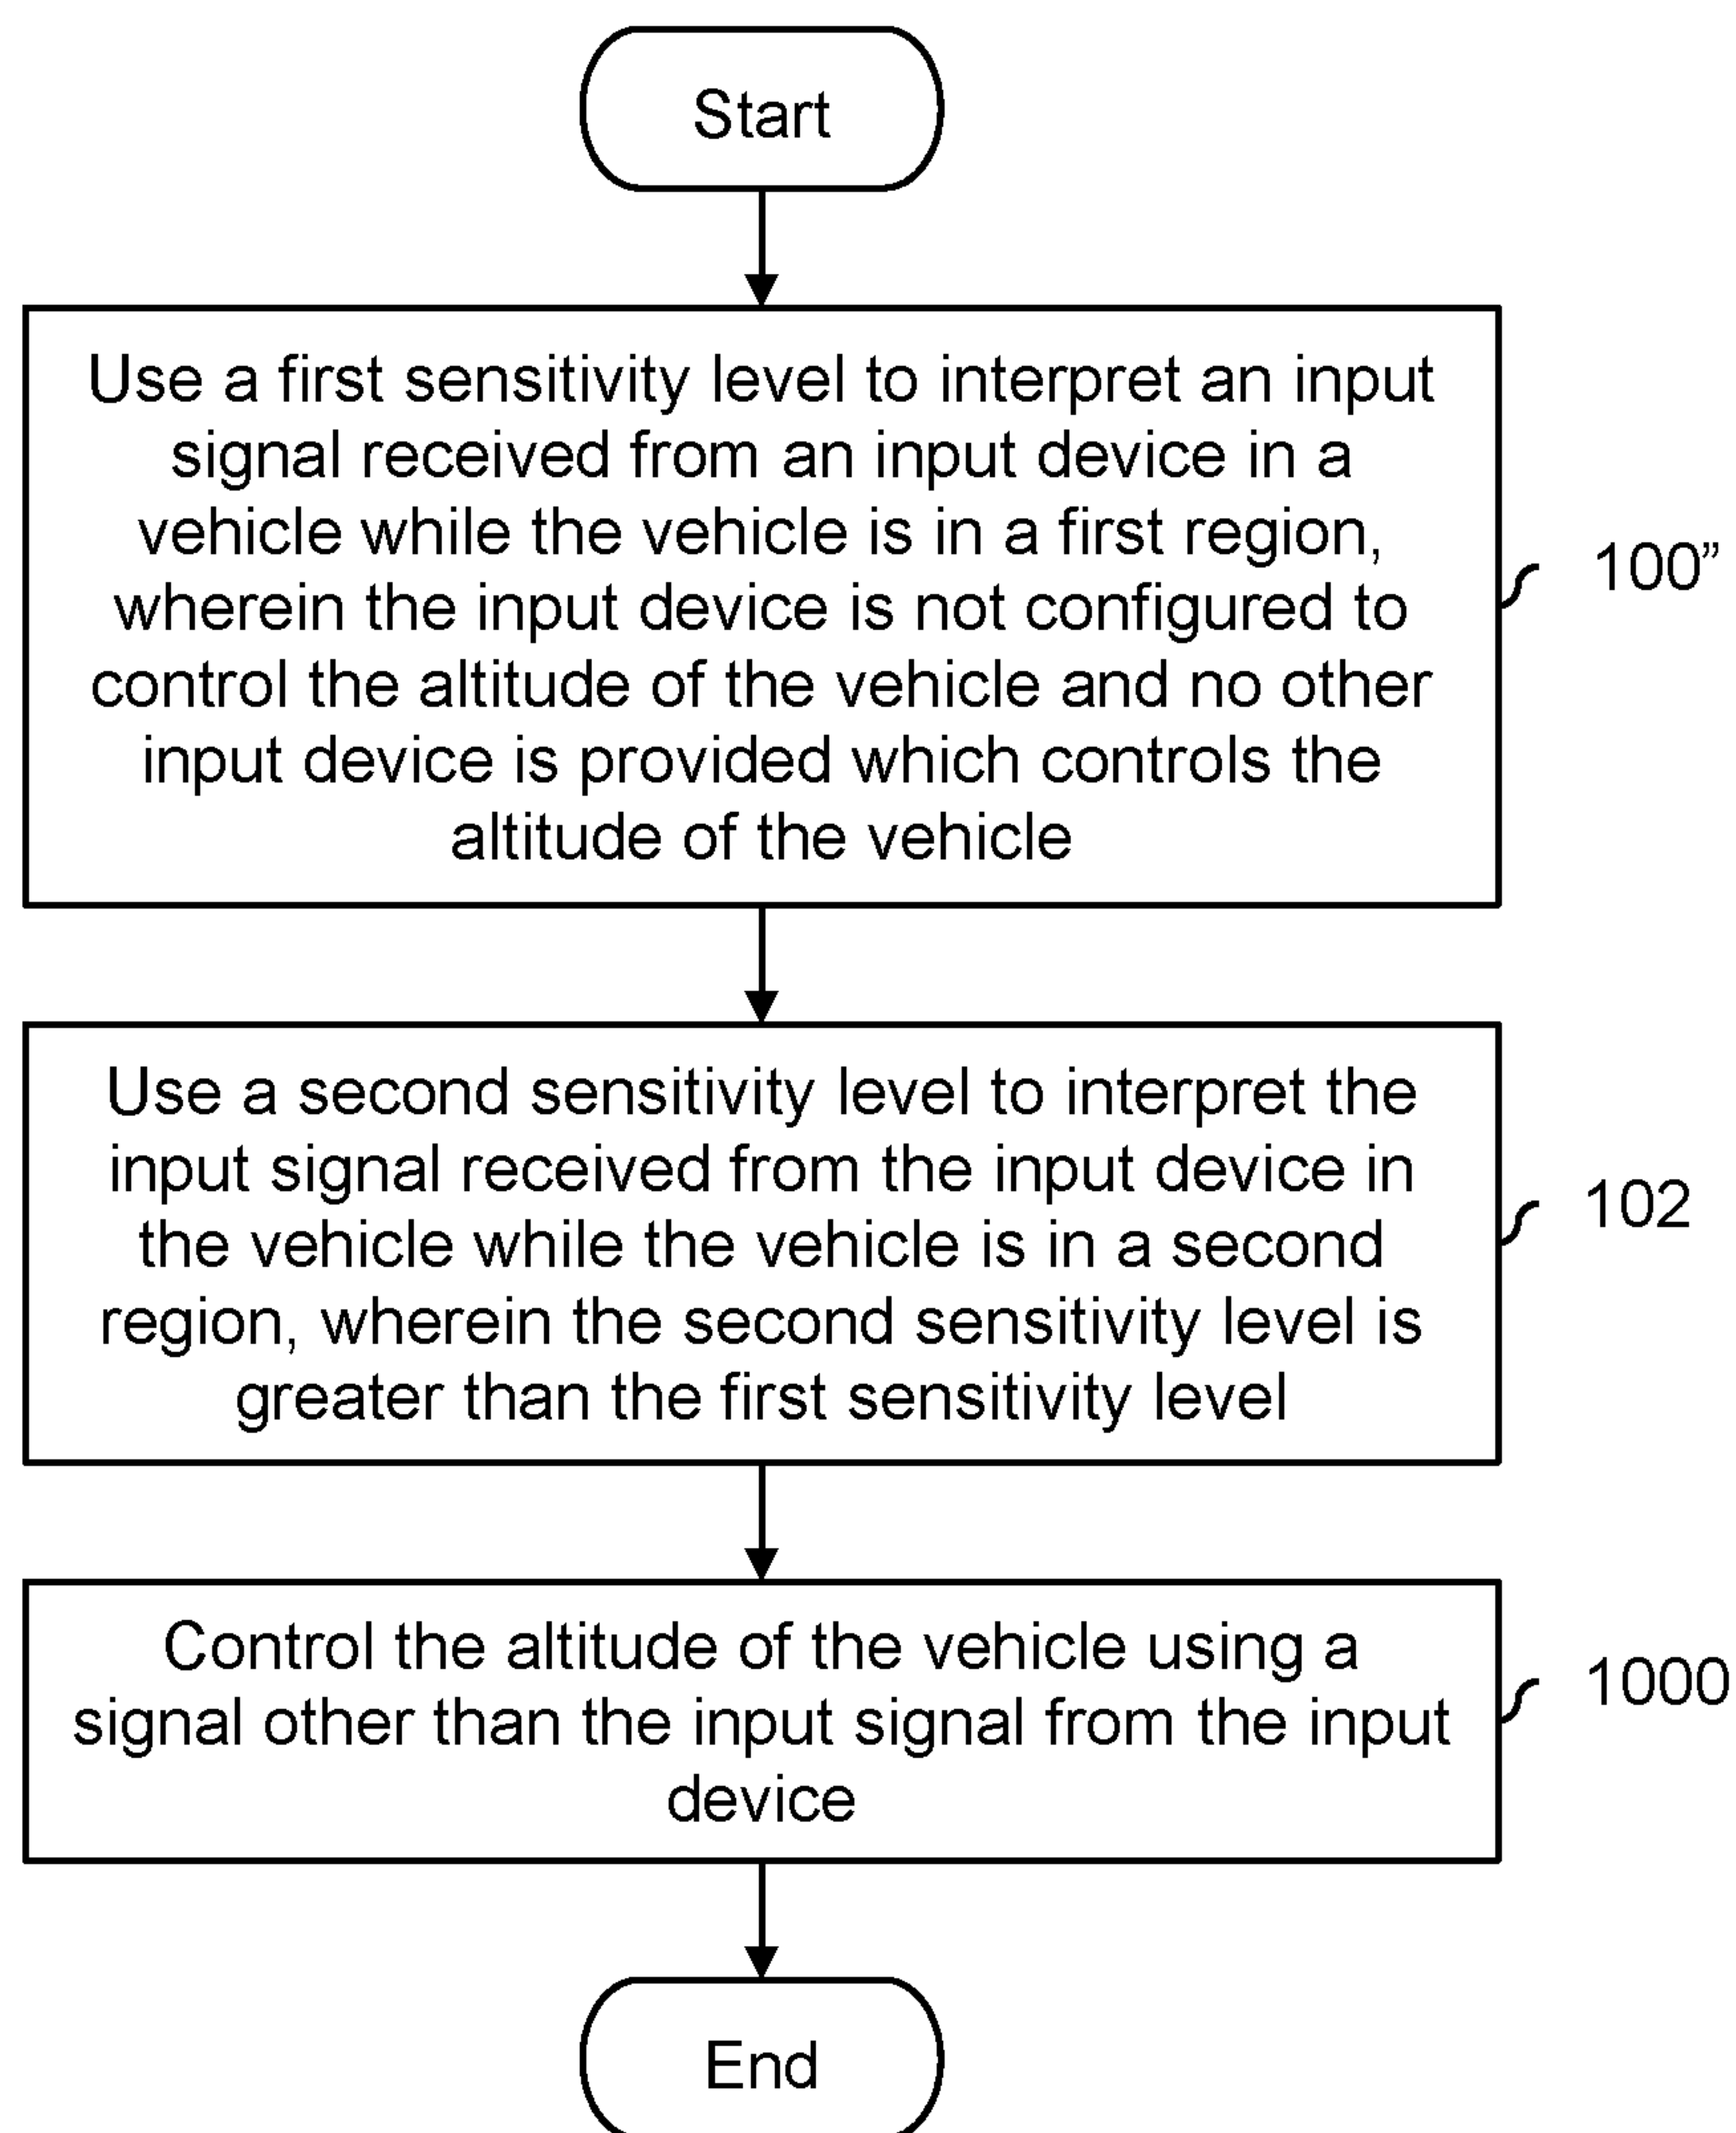 Start
Use a first sensitivity level to interpret an input
signal received from an input device in a
vehicle while the vehicle is in a first region,
wherein the input device is not configured to
control the altitude of the vehicle and no other
input device is provided which controls the
altitude of the vehicle
100”
Use a second sensitivity level to interpret the
input signal received from the input device in
the vehicle while the vehicle is in a second
region, wherein the second sensitivity level is
greater than the first sensitivity level
102
Control the altitude of the vehicle using a
signal other than the input signal from the input
device
1000
End